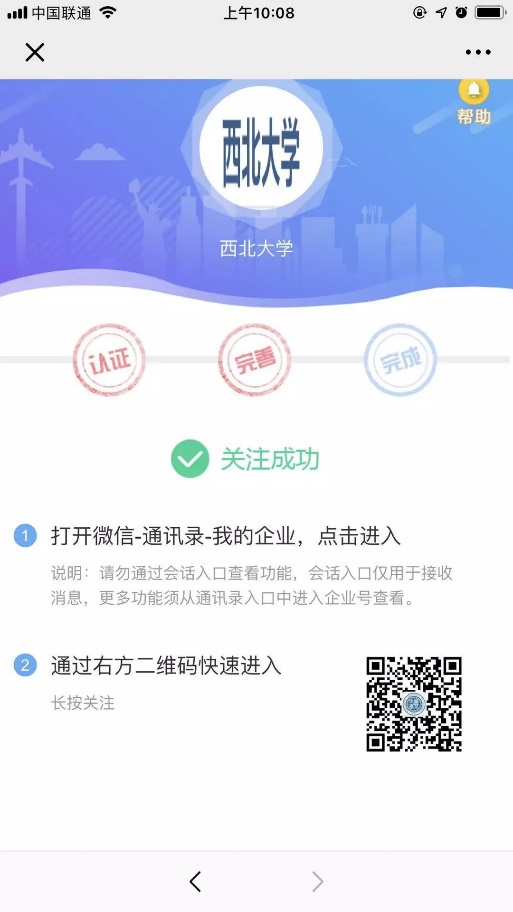 中国联通
上午10:08
帮助
西北大学
西北大学
认证
完善
完成
关注成功
1 打开微信-通讯录-我的企业，点击进入
说明：请勿通过会话入口查看功能，会话入口仅用于接收
消息，更多功能须从通讯录入口中进入企业号查看。
2 通过右方二维码快速进入
长按关注